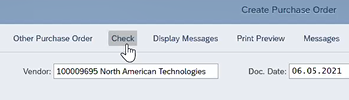 Create Purchase Order
Other Purchase Order Check Display Messages Print Preview Messages
Vendor: 100009695 North American Technologies Doc. Date: 06.05.2021